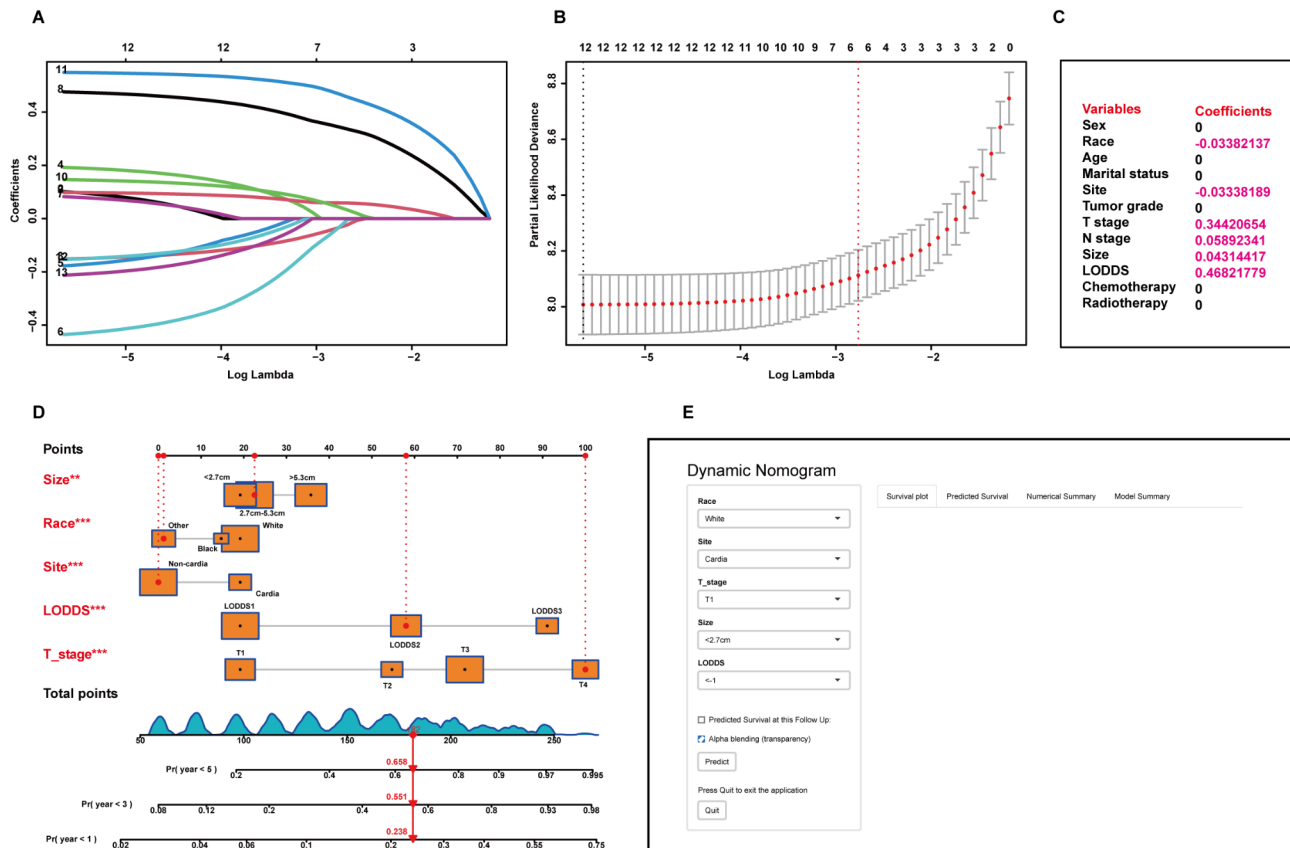 A
12 12 7 3
11
8
4
10
9
1
12
5
13
6
0.4
0.2
0.0
−0.2
−0.4
Coefficients
−5 −4 −3 −2
Log Lambda
B
12 12 12 12 12 12 12 12 12 11 10 10 10 9 7 6 6 4 3 3 3 3 3 2 0
8.8
8.6
8.4
8.2
8.0
Partial Likelihood Deviance
−5 −4 −3 −2
Log Lambda
C
Variables Coefficients
Sex 0
Race -0.03382137
Age 0
Marital status 0
Site -0.03338189
Tumor grade 0
T stage 0.34420654
N stage 0.05892341
Size 0.04314417
LODDS 0.46821779
Chemotherapy 0
Radiotherapy 0
D
Points 0 10 20 30 40 50 60 70 80 90 100
Size** <2.7cm >5.3cm
2.7cm-5.3cm
Race*** Other White
Black
Site*** Non-cardia
Cardia
LODDS*** LODDS1 LODDS3
LODDS2
T_stage*** T1 T3
T2 T4
Total points
50 100 150 200 250
0.658
Pr( year < 5 ) 0.2 0.4 0.6 0.8 0.9 0.97 0.995
0.551
Pr( year < 3 ) 0.08 0.12 0.2 0.4 0.6 0.8 0.93 0.98
0.238
Pr( year < 1 ) 0.02 0.04 0.06 0.1 0.2 0.3 0.4 0.55 0.75
E
Dynamic Nomogram
Survival plot Predicted Survival Numerical Summary Model Summary
Race
White
Site
Cardia
T_stage
T1
Size
<2.7cm
LODDS
<-1
Predicted Survival at this Follow Up:
Alpha blending (transparency)
Predict
Press Quit to exit the application
Quit